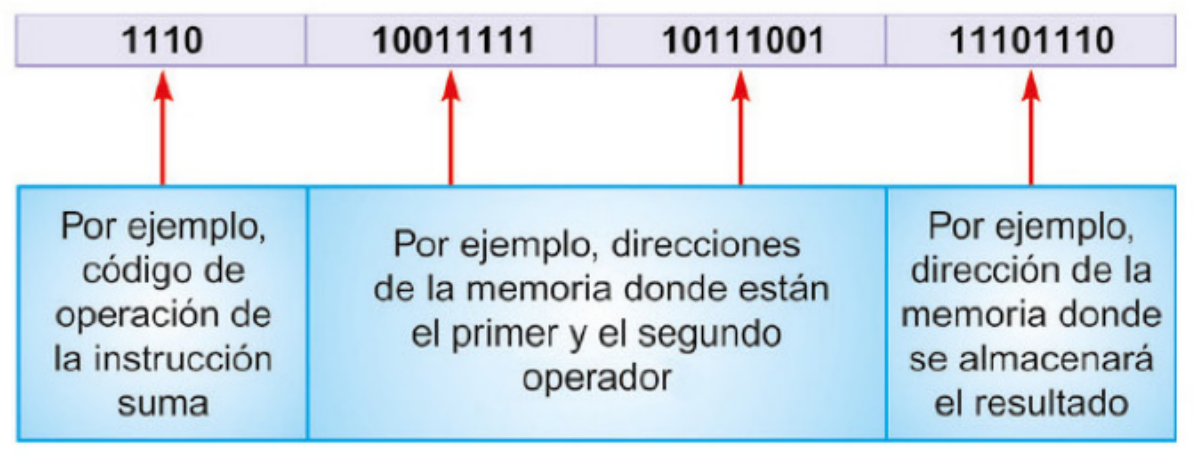 1110 10011111 10111001 11101110
Por ejemplo,
código de
operación de
la instrucción
suma
Por ejemplo, direcciones
de la memoria donde están
el primer y el segundo
operador
Por ejemplo,
dirección de la
memoria donde
se almacenará
el resultado